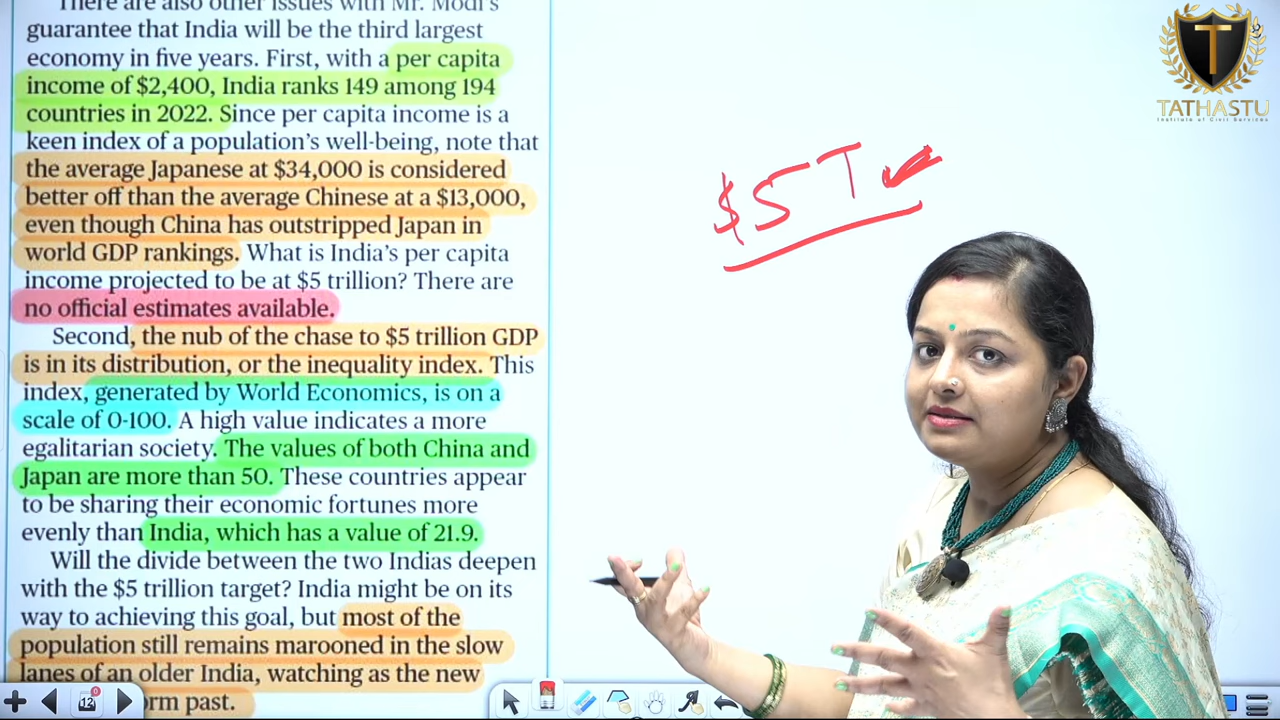 There are also other issues with Mr. Modi's
guarantee that India will be the third largest
economy in five years. First, with a per capita
income of $2,400, India ranks 149 among 194
countries in 2022. Since per capita income is a
keen index of a population's well-being, note that
the average Japanese at $34,000 is considered
better off than the average Chinese at a $13,000,
even though China has outstripped Japan in
world GDP rankings. What is India's per capita
income projected to be at $5 trillion? There are
no official estimates available.
Second, the nub of the chase to $5 trillion GDP
is in its distribution, or the inequality index. This
index, generated by World Economics, is on a
scale of 0-100. A high value indicates a more
egalitarian society. The values of both China and
Japan are more than 50. These countries appear
to be sharing their economic fortunes more
evenly than India, which has a value of 21.9.
Will the divide between the two Indias deepen
with the $5 trillion target? India might be on its
way to achieving this goal, but most of the
population still remains marooned in the slow
lanes of an older India, watching as the new
orm past.
$5T
T
TATHASTU
Institute of Civil Services
12
0